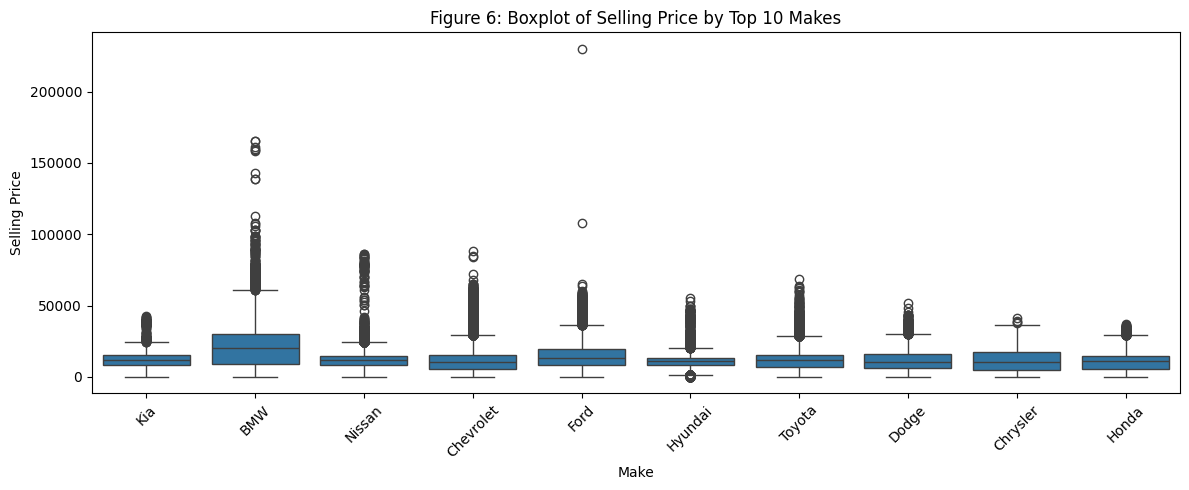 Figure 6: Boxplot of Selling Price by Top 10 Makes
Selling Price
200000
150000
100000
50000
0
Kia
BMW
Nissan
Chevrolet
Ford
Hyundai
Toyota
Dodge
Chrysler
Honda
Make